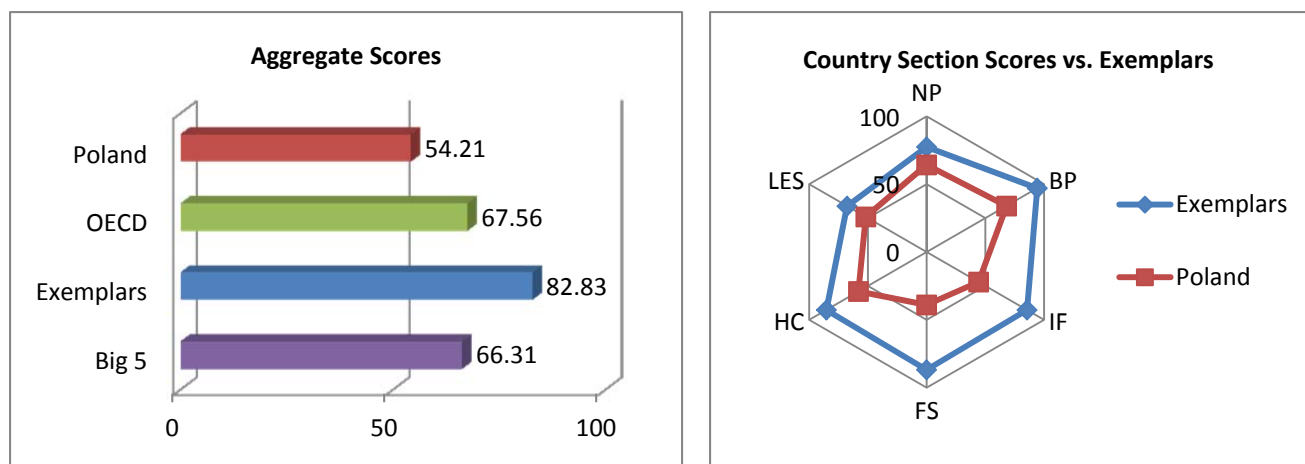 Aggregate Scores
Poland
54.21
OECD
67.56
Exemplars
82.83
Big 5
66.31
0
50
100
Country Section Scores vs. Exemplars
NP
100
LES
50
BP
0
HC
IF
FS
Exemplars
Poland